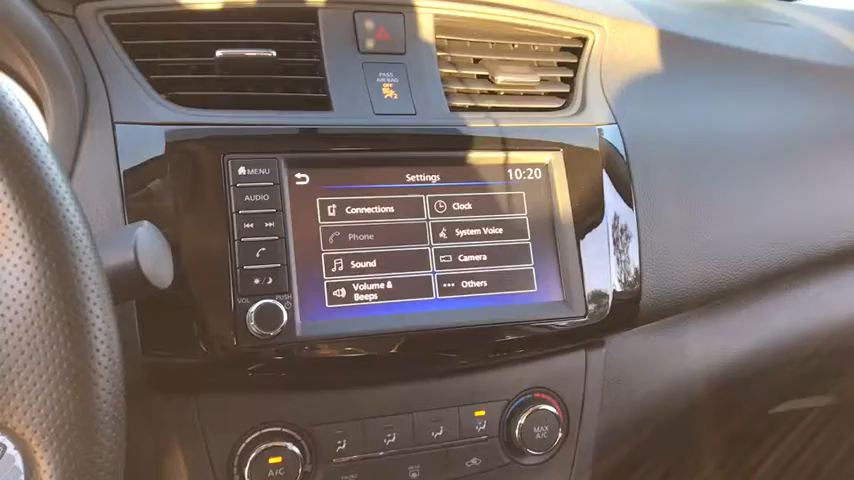 PASS
AIR BAG
OFF
MENU
Settings
10:20
AUDIO
Connections
Clock
Phone
System Voice
Sound
Camera
Volume &
Beeps
Others
VOL
PUSH
MAX
A/C
A/C